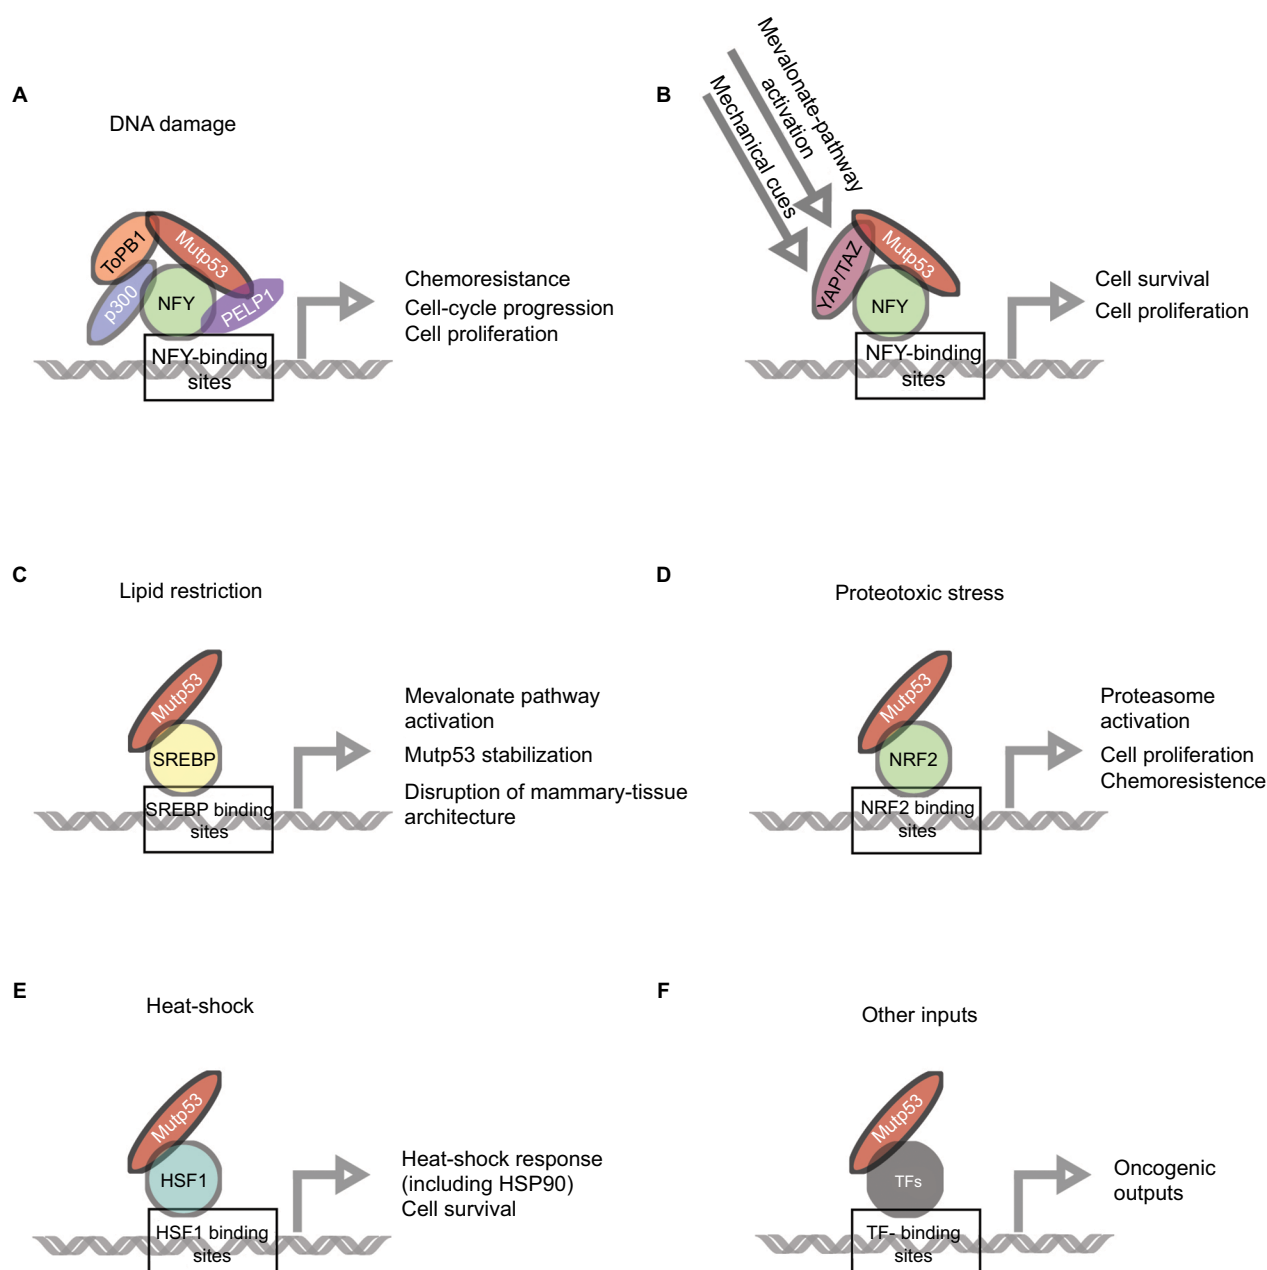 A
DNA damage
ToPB1
Mutp53
p300
NFY
PELP1
NFY-binding
sites
Chemoresistance
Cell-cycle progression
Cell proliferation
B
Mevalonate-pathway
activation
Mechanical cues
YAP/TAZ
Mutp53
NFY
NFY-binding
sites
Cell survival
Cell proliferation
C
Lipid restriction
Mutp53
SREBP
SREBP binding
sites
Mevalonate pathway
activation
Mutp53 stabilization
Disruption of mammary-tissue
architecture
D
Proteotoxic stress
Mutp53
NRF2
NRF2 binding
sites
Proteasome
activation
Cell proliferation
Chemoresistence
E
Heat-shock
Mutp53
HSF1
HSF1 binding
sites
Heat-shock response
(including HSP90)
Cell survival
F
Other inputs
Mutp53
TFs
TF- binding
sites
Oncogenic
outputs